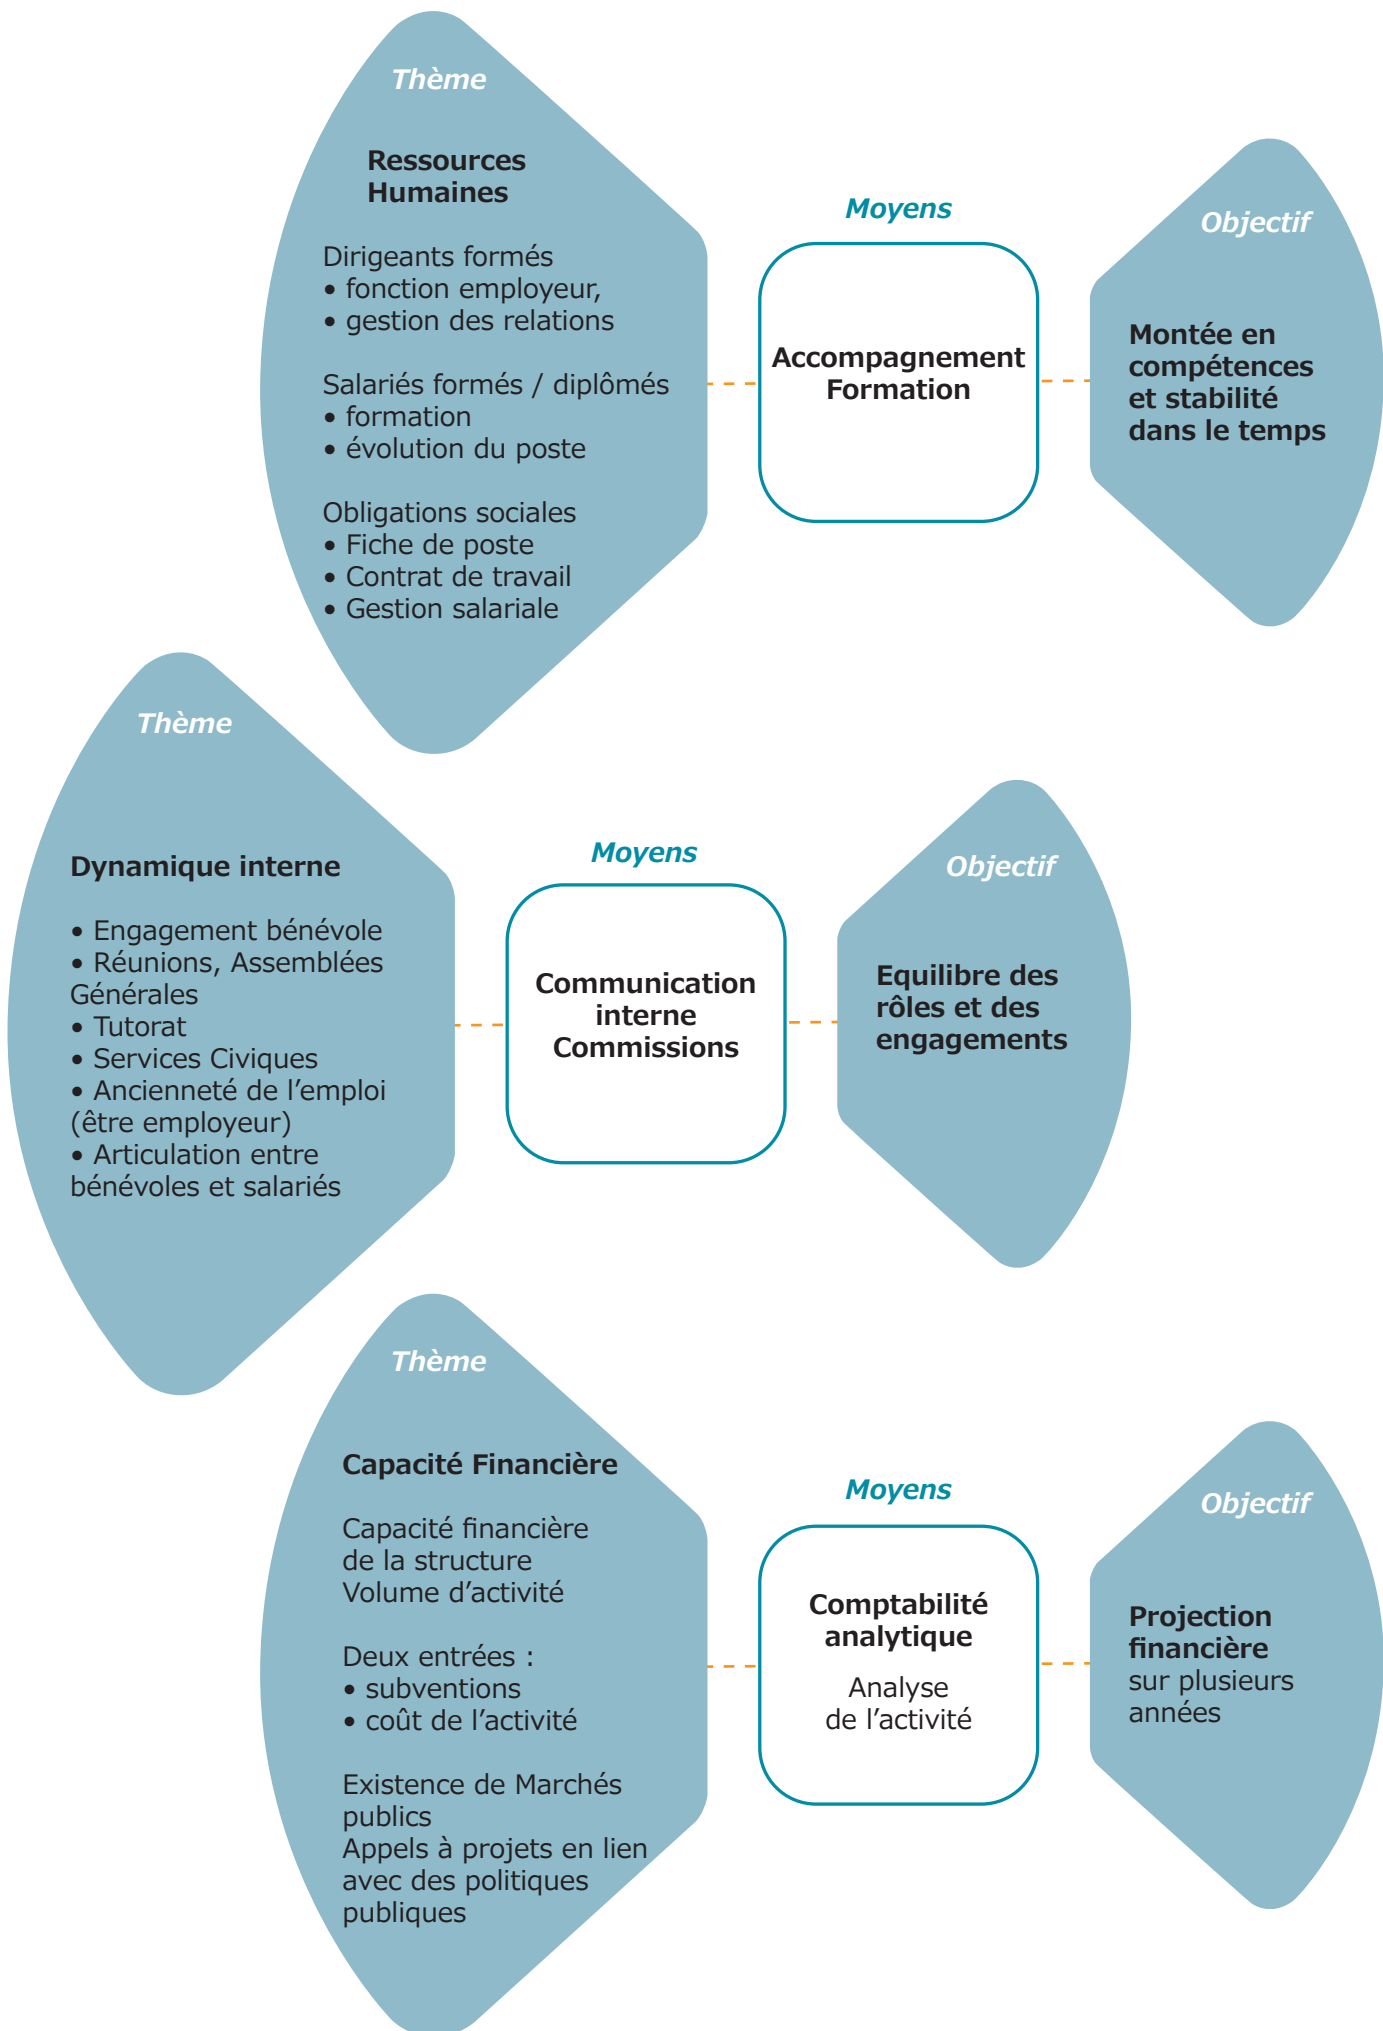 Thème
Ressources
Humaines
Dirigeants formés
• fonction employeur,
• gestion des relations
Salariés formés / diplômés
• formation
• évolution du poste
Obligations sociales
• Fiche de poste
• Contrat de travail
• Gestion salariale
Moyens
Accompagnement
Formation
Objectif
Montée en
compétences
et stabilité
dans le temps
Thème
Dynamique interne
• Engagement bénévole
• Réunions, Assemblées
Générales
• Tutorat
• Services Civiques
• Ancienneté de l’emploi
(être employeur)
• Articulation entre
bénévoles et salariés
Moyens
Communication
interne
Commissions
Objectif
Equilibre des
rôles et des
engagements
Thème
Capacité Financière
Capacité financière
de la structure
Volume d’activité
Deux entrées :
• subventions
• coût de l’activité
Existence de Marchés
publics
Appels à projets en lien
avec des politiques
publiques
Moyens
Comptabilité
analytique
Analyse
de l’activité
Objectif
Projection
financière
sur plusieurs
années